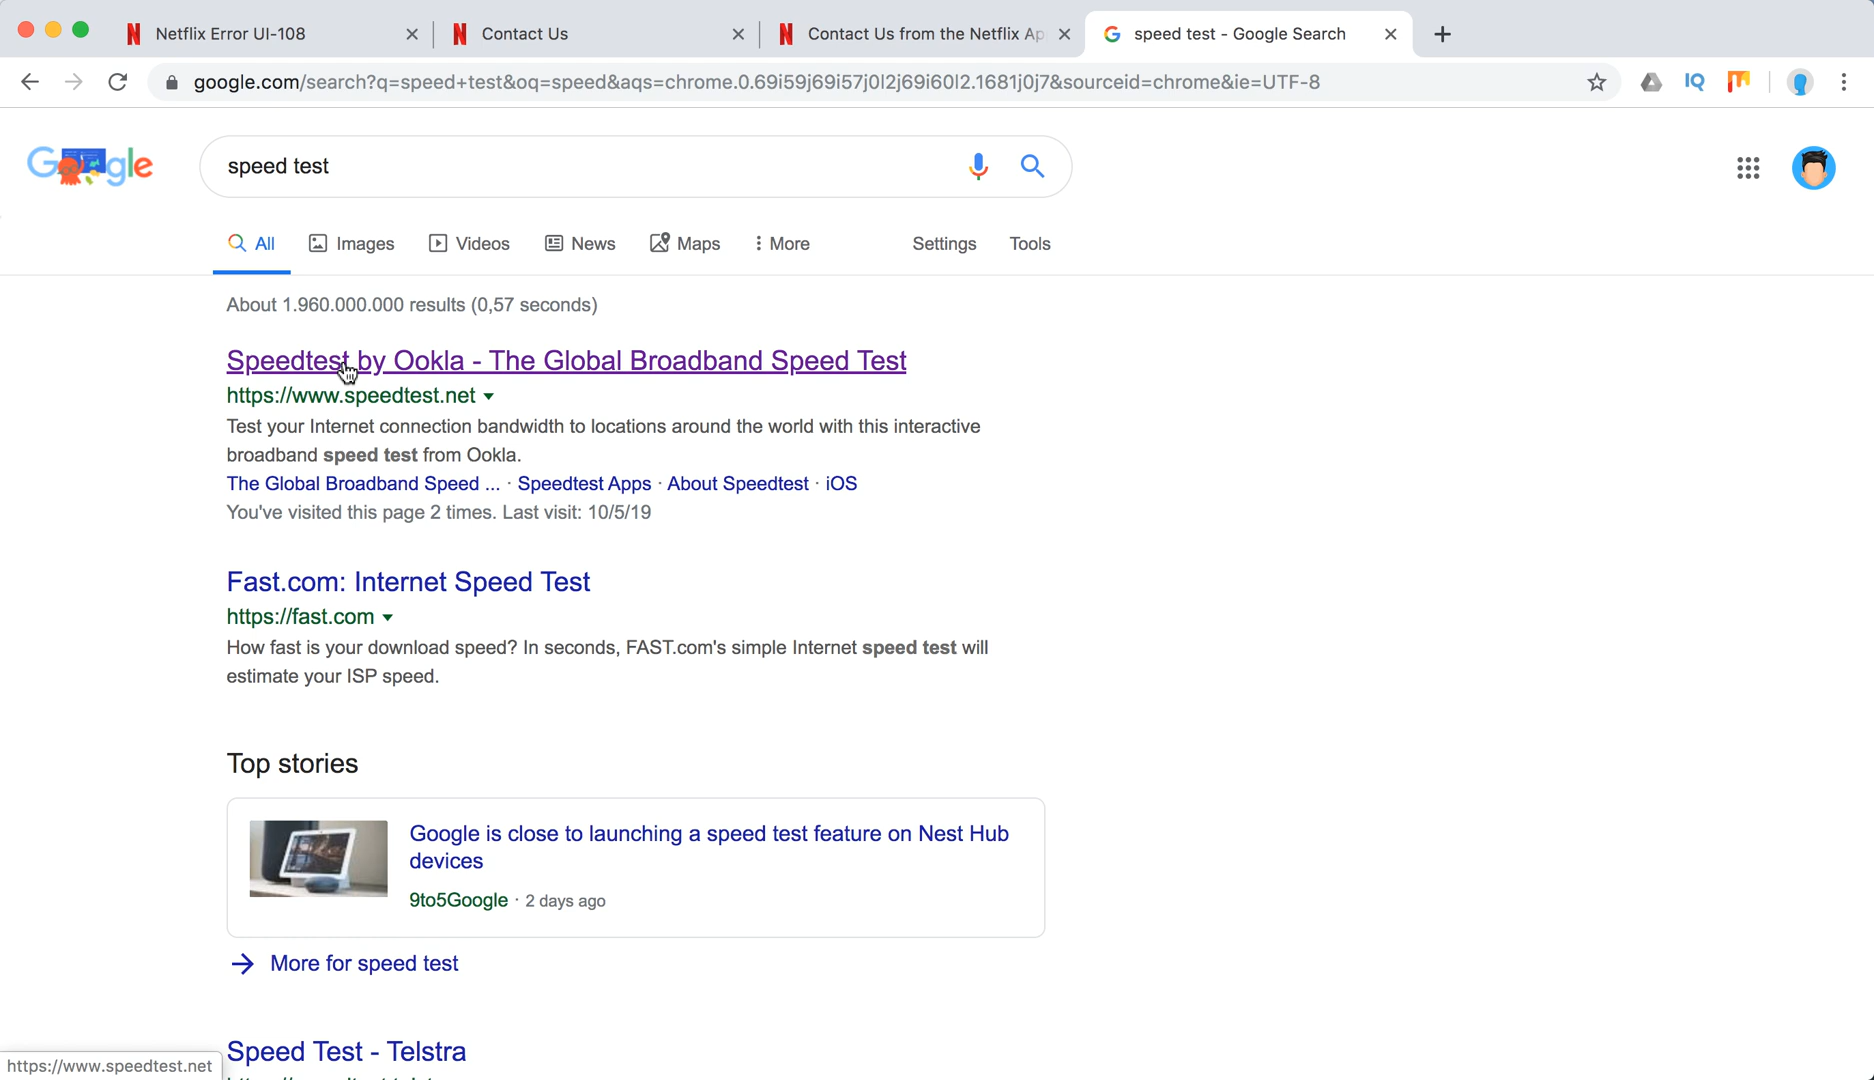 Netflix Error UI-108
Contact Us
Contact Us from the Netflix Ap
speed test - Google Search
google.com/search?q=speed+test&oq=speed&aqs=chrome.0.69i59j69i57j0l2j69i60l2.1681j0j7&sourceid=chrome&ie=UTF-8
IQ
Google
speed test
All
Images
Videos
News
Maps
More
Settings
Tools
About 1.960.000.000 results (0,57 seconds)
Speedtest by Ookla - The Global Broadband Speed Test
https://www.speedtest.net
Test your Internet connection bandwidth to locations around the world with this interactive
broadband speed test from Ookla.
The Global Broadband Speed ... · Speedtest Apps · About Speedtest · iOS
You've visited this page 2 times. Last visit: 10/5/19
Fast.com: Internet Speed Test
https://fast.com
How fast is your download speed? In seconds, FAST.com's simple Internet speed test will
estimate your ISP speed.
Top stories
Google is close to launching a speed test feature on Nest Hub
devices
9to5Google · 2 days ago
More for speed test
Speed Test - Telstra
https://www.speedtest.net